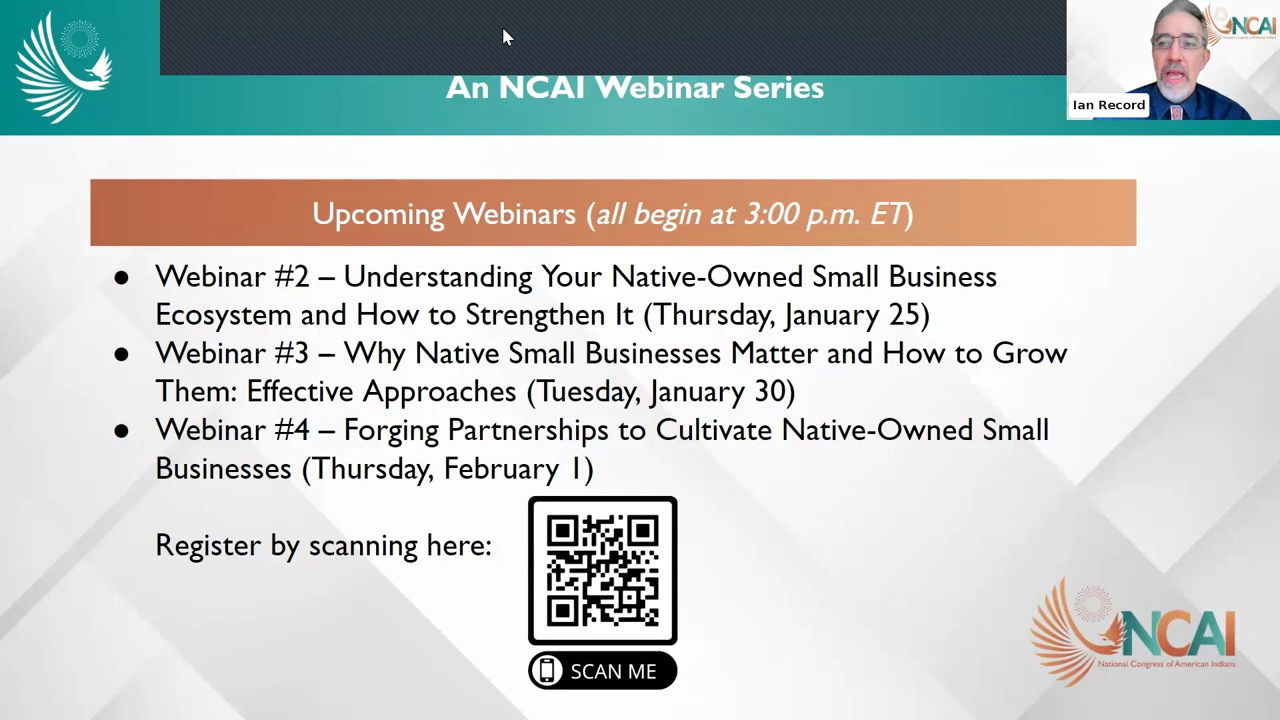 NCAI
Ian Record
An NCAI Webinar Series
Upcoming Webinars (all begin at 3:00 p.m. ET)
● Webinar #2 – Understanding Your Native-Owned Small Business
Ecosystem and How to Strengthen It (Thursday, January 25)
● Webinar #3 – Why Native Small Businesses Matter and How to Grow
Them: Effective Approaches (Tuesday, January 30)
● Webinar #4 – Forging Partnerships to Cultivate Native-Owned Small
Businesses (Thursday, February 1)
Register by scanning here:
SCAN ME
NCAI
National Congress of American Indians